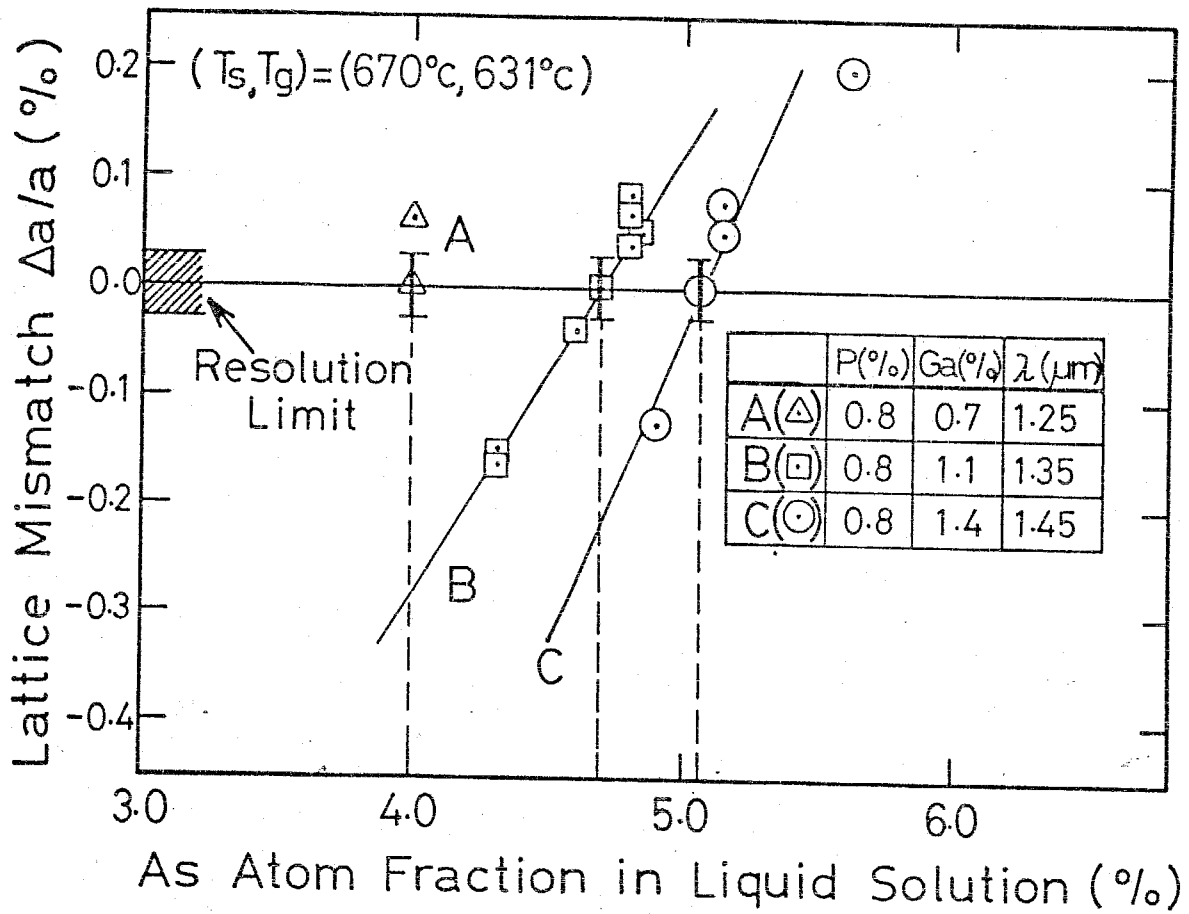 Lattice Mismatch Δa/a (%)
0.2
0.1
0.0
-0.1
-0.2
-0.3
-0.4
(Ts,Tg)=(670°c,631°c)
A
Resolution
Limit
B
C
P(%) Ga(%) λ(μm)
A(△) 0.8 0.7 1.25
B(⊡) 0.8 1.1 1.35
C(⊙) 0.8 1.4 1.45
3.0 4.0 5.0 6.0
As Atom Fraction in Liquid Solution (%)